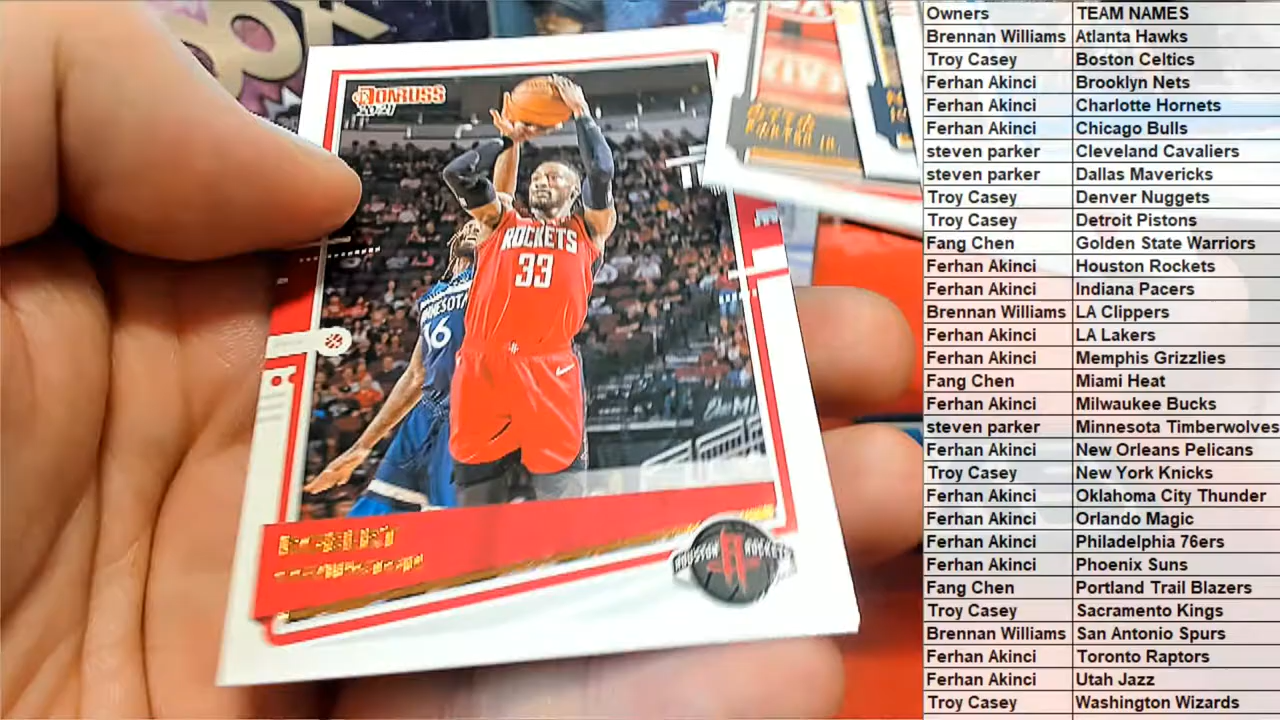 DONRUSS
2021
ROCKETS
33
16
HOUSTON ROCKETS
Owners TEAM NAMES
Brennan Williams Atlanta Hawks
Troy Casey Boston Celtics
Ferhan Akinci Brooklyn Nets
Ferhan Akinci Charlotte Hornets
Ferhan Akinci Chicago Bulls
steven parker Cleveland Cavaliers
steven parker Dallas Mavericks
Troy Casey Denver Nuggets
Troy Casey Detroit Pistons
Fang Chen Golden State Warriors
Ferhan Akinci Houston Rockets
Ferhan Akinci Indiana Pacers
Brennan Williams LA Clippers
Ferhan Akinci LA Lakers
Ferhan Akinci Memphis Grizzlies
Fang Chen Miami Heat
Ferhan Akinci Milwaukee Bucks
steven parker Minnesota Timberwolves
Ferhan Akinci New Orleans Pelicans
Troy Casey New York Knicks
Ferhan Akinci Oklahoma City Thunder
Ferhan Akinci Orlando Magic
Ferhan Akinci Philadelphia 76ers
Ferhan Akinci Phoenix Suns
Fang Chen Portland Trail Blazers
Troy Casey Sacramento Kings
Brennan Williams San Antonio Spurs
Ferhan Akinci Toronto Raptors
Ferhan Akinci Utah Jazz
Troy Casey Washington Wizards